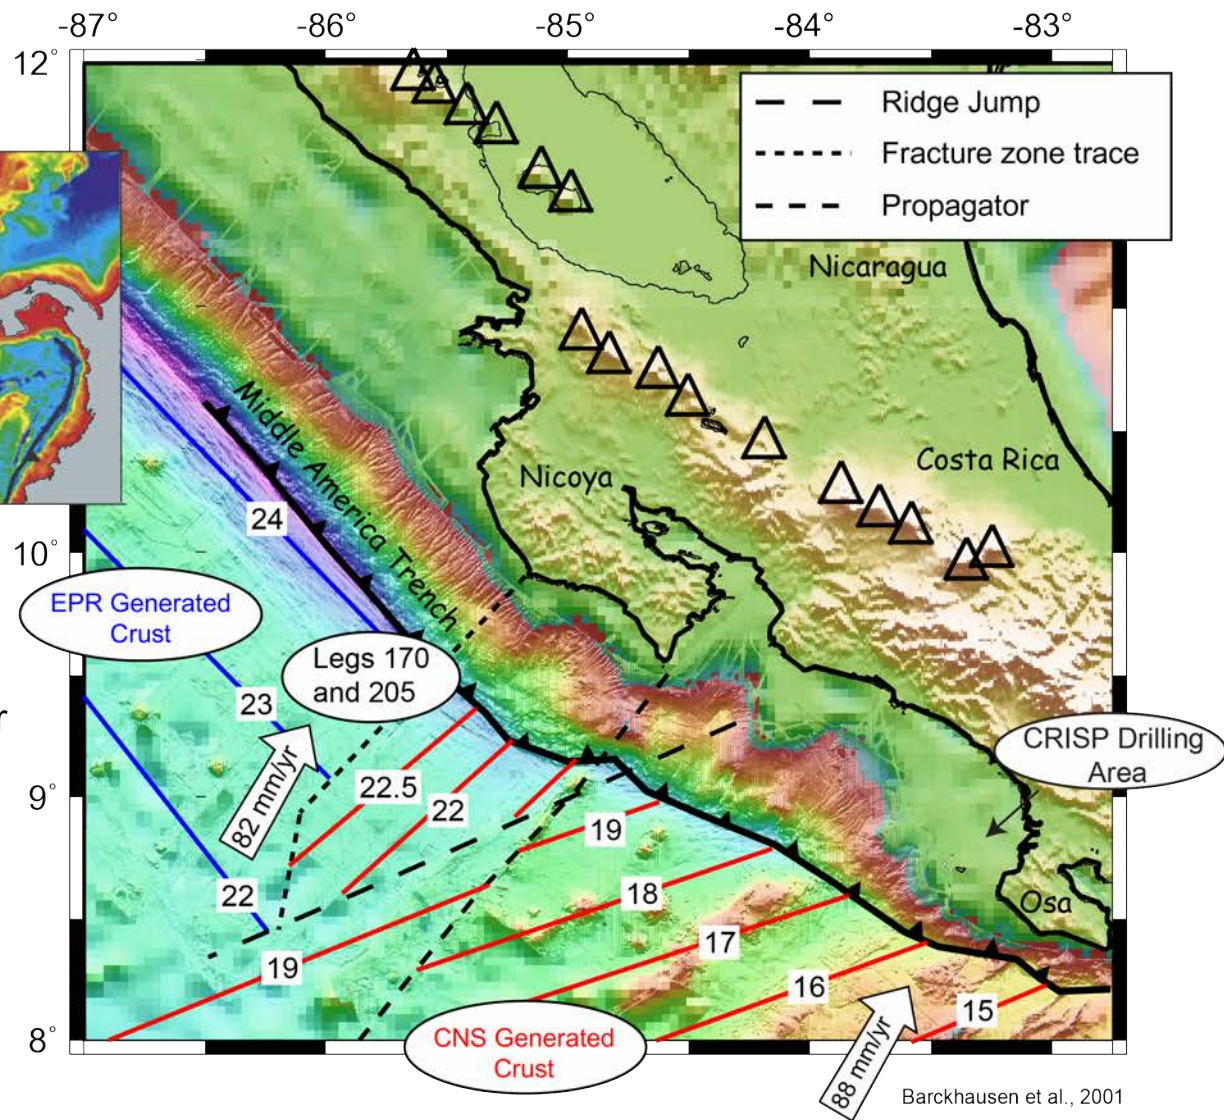 -87° -86° -85° -84° -83°
12°
Ridge Jump
Fracture zone trace
Propagator
Nicaragua
Middle America Trench
Costa Rica
Nicoya
24
10°
EPR Generated
Crust
Legs 170
and 205
23
r
CRISP Drilling
Area
82 mm/yr
22.5
9°
22
19
22
18
Osa
17
19
16
15
8°
CNS Generated
Crust
88 mm/yr
Barckhausen et al., 2001